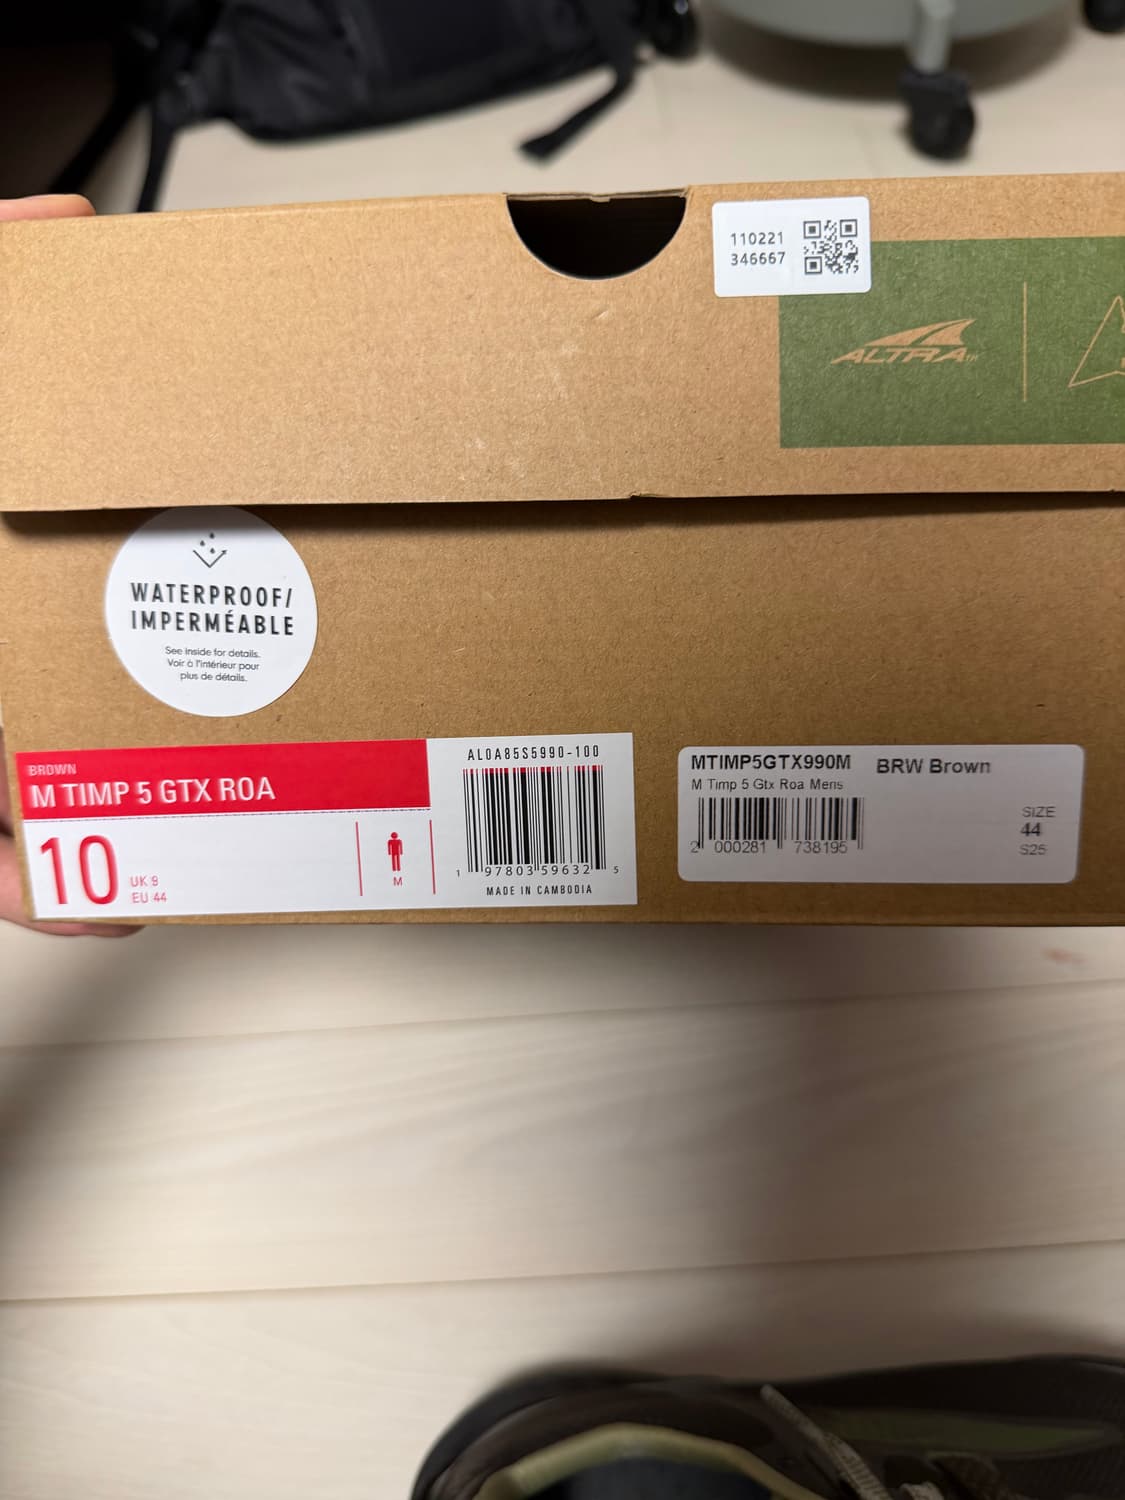 110221
346667
ALTRA™
WATERPROOF/
IMPERMÉABLE
See inside for details.
Voir à l'intérieur pour
plus de détails.
BROWN
M TIMP 5 GTX ROA
10
UK 9
EU 44
M
AL0A85S5990-100
1 97803 59632 5
MADE IN CAMBODIA
MTIMP5GTX990M BRW Brown
M Timp 5 Gtx Roa Mens
2 000281 738195
SIZE
44
S25